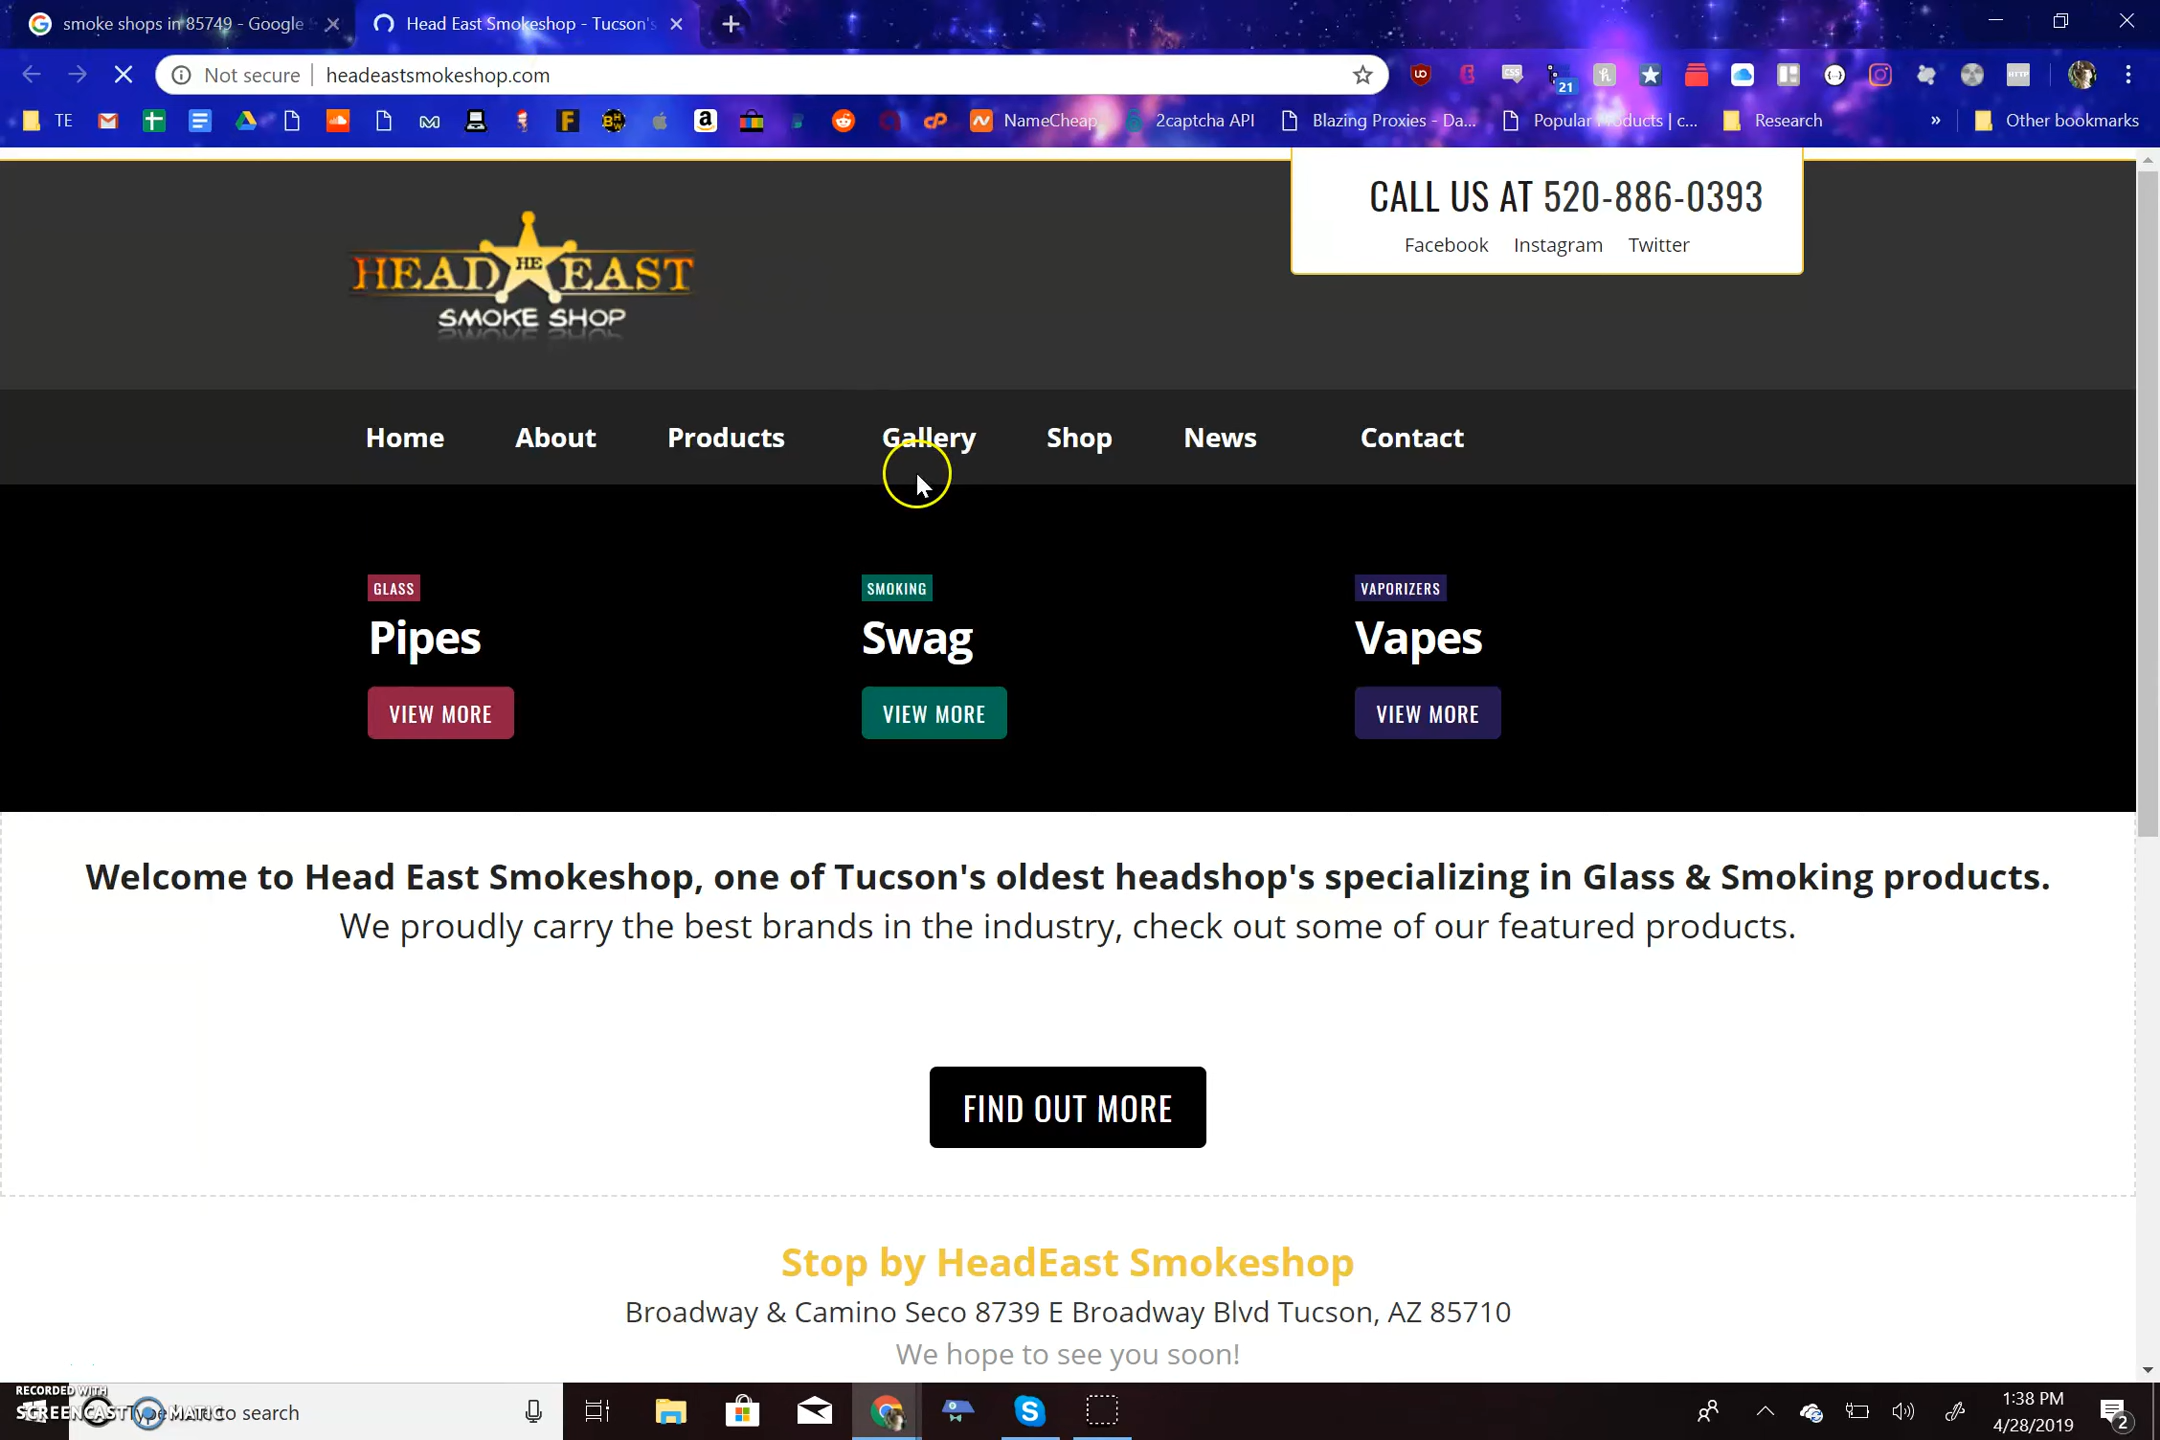 smoke shops in 85749 - Google
Head East Smokeshop - Tucson's
Not secure
headeastsmokeshop.com
21
TE
NameCheap
2captcha API
Blazing Proxies - Da...
Popular Products | c...
Research
»
Other bookmarks
CALL US AT 520-886-0393
Facebook Instagram Twitter
HEAD HE EAST
SMOKE SHOP
Home About Products Gallery Shop News Contact
GLASS SMOKING VAPORIZERS
Pipes Swag Vapes
VIEW MORE VIEW MORE VIEW MORE
Welcome to Head East Smokeshop, one of Tucson's oldest headshop's specializing in Glass & Smoking products.
We proudly carry the best brands in the industry, check out some of our featured products.
FIND OUT MORE
Stop by HeadEast Smokeshop
Broadway & Camino Seco 8739 E Broadway Blvd Tucson, AZ 85710
We hope to see you soon!
RECORDED WITH
SCREENCAST MATIC
to search
1:38 PM
4/28/2019
2